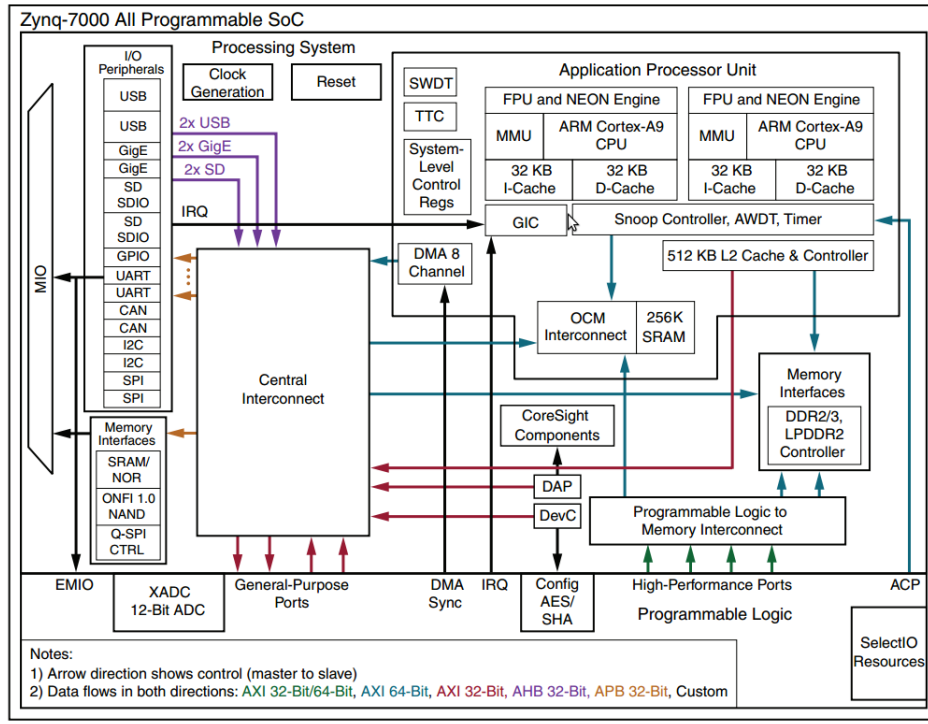 Zynq-7000 All Programmable SoC
Processing System
I/O
Peripherals
USB
USB
GigE
GigE
SD
SDIO
SD
SDIO
GPIO
UART
UART
CAN
CAN
I2C
I2C
SPI
SPI
MIO
Clock
Generation
Reset
2x USB
2x GigE
2x SD
IRQ
Application Processor Unit
SWDT
TTC
System-
Level
Control
Regs
FPU and NEON Engine
MMU
ARM Cortex-A9
CPU
32 KB
I-Cache
32 KB
D-Cache
FPU and NEON Engine
MMU
ARM Cortex-A9
CPU
32 KB
I-Cache
32 KB
D-Cache
GIC
Snoop Controller, AWDT, Timer
DMA 8
Channel
512 KB L2 Cache & Controller
OCM
Interconnect
256K
SRAM
Central
Interconnect
Memory
Interfaces
DDR2/3,
LPDDR2
Controller
CoreSight
Components
DAP
DevC
Programmable Logic to
Memory Interconnect
Memory
Interfaces
SRAM/
NOR
ONFI 1.0
NAND
Q-SPI
CTRL
EMIO
XADC
12-Bit ADC
General-Purpose
Ports
DMA
Sync
IRQ
Config
AES/
SHA
High-Performance Ports
ACP
Programmable Logic
SelectIO
Resources
Notes:
1) Arrow direction shows control (master to slave)
2) Data flows in both directions: AXI 32-Bit/64-Bit, AXI 64-Bit, AXI 32-Bit, AHB 32-Bit, APB 32-Bit, Custom